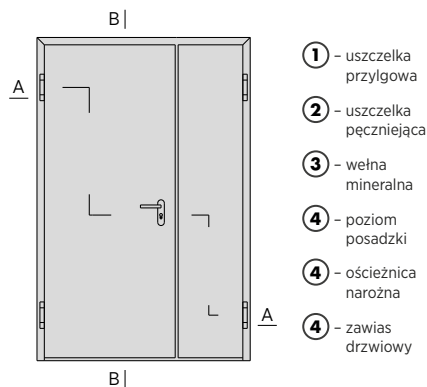 B
A
A
B
1 – uszczelka
przylgowa
2 – uszczelka
pęczniejąca
3 – wełna
mineralna
4 – poziom
posadzki
4 – ościeżnica
narożna
4 – zawias
drzwiowy